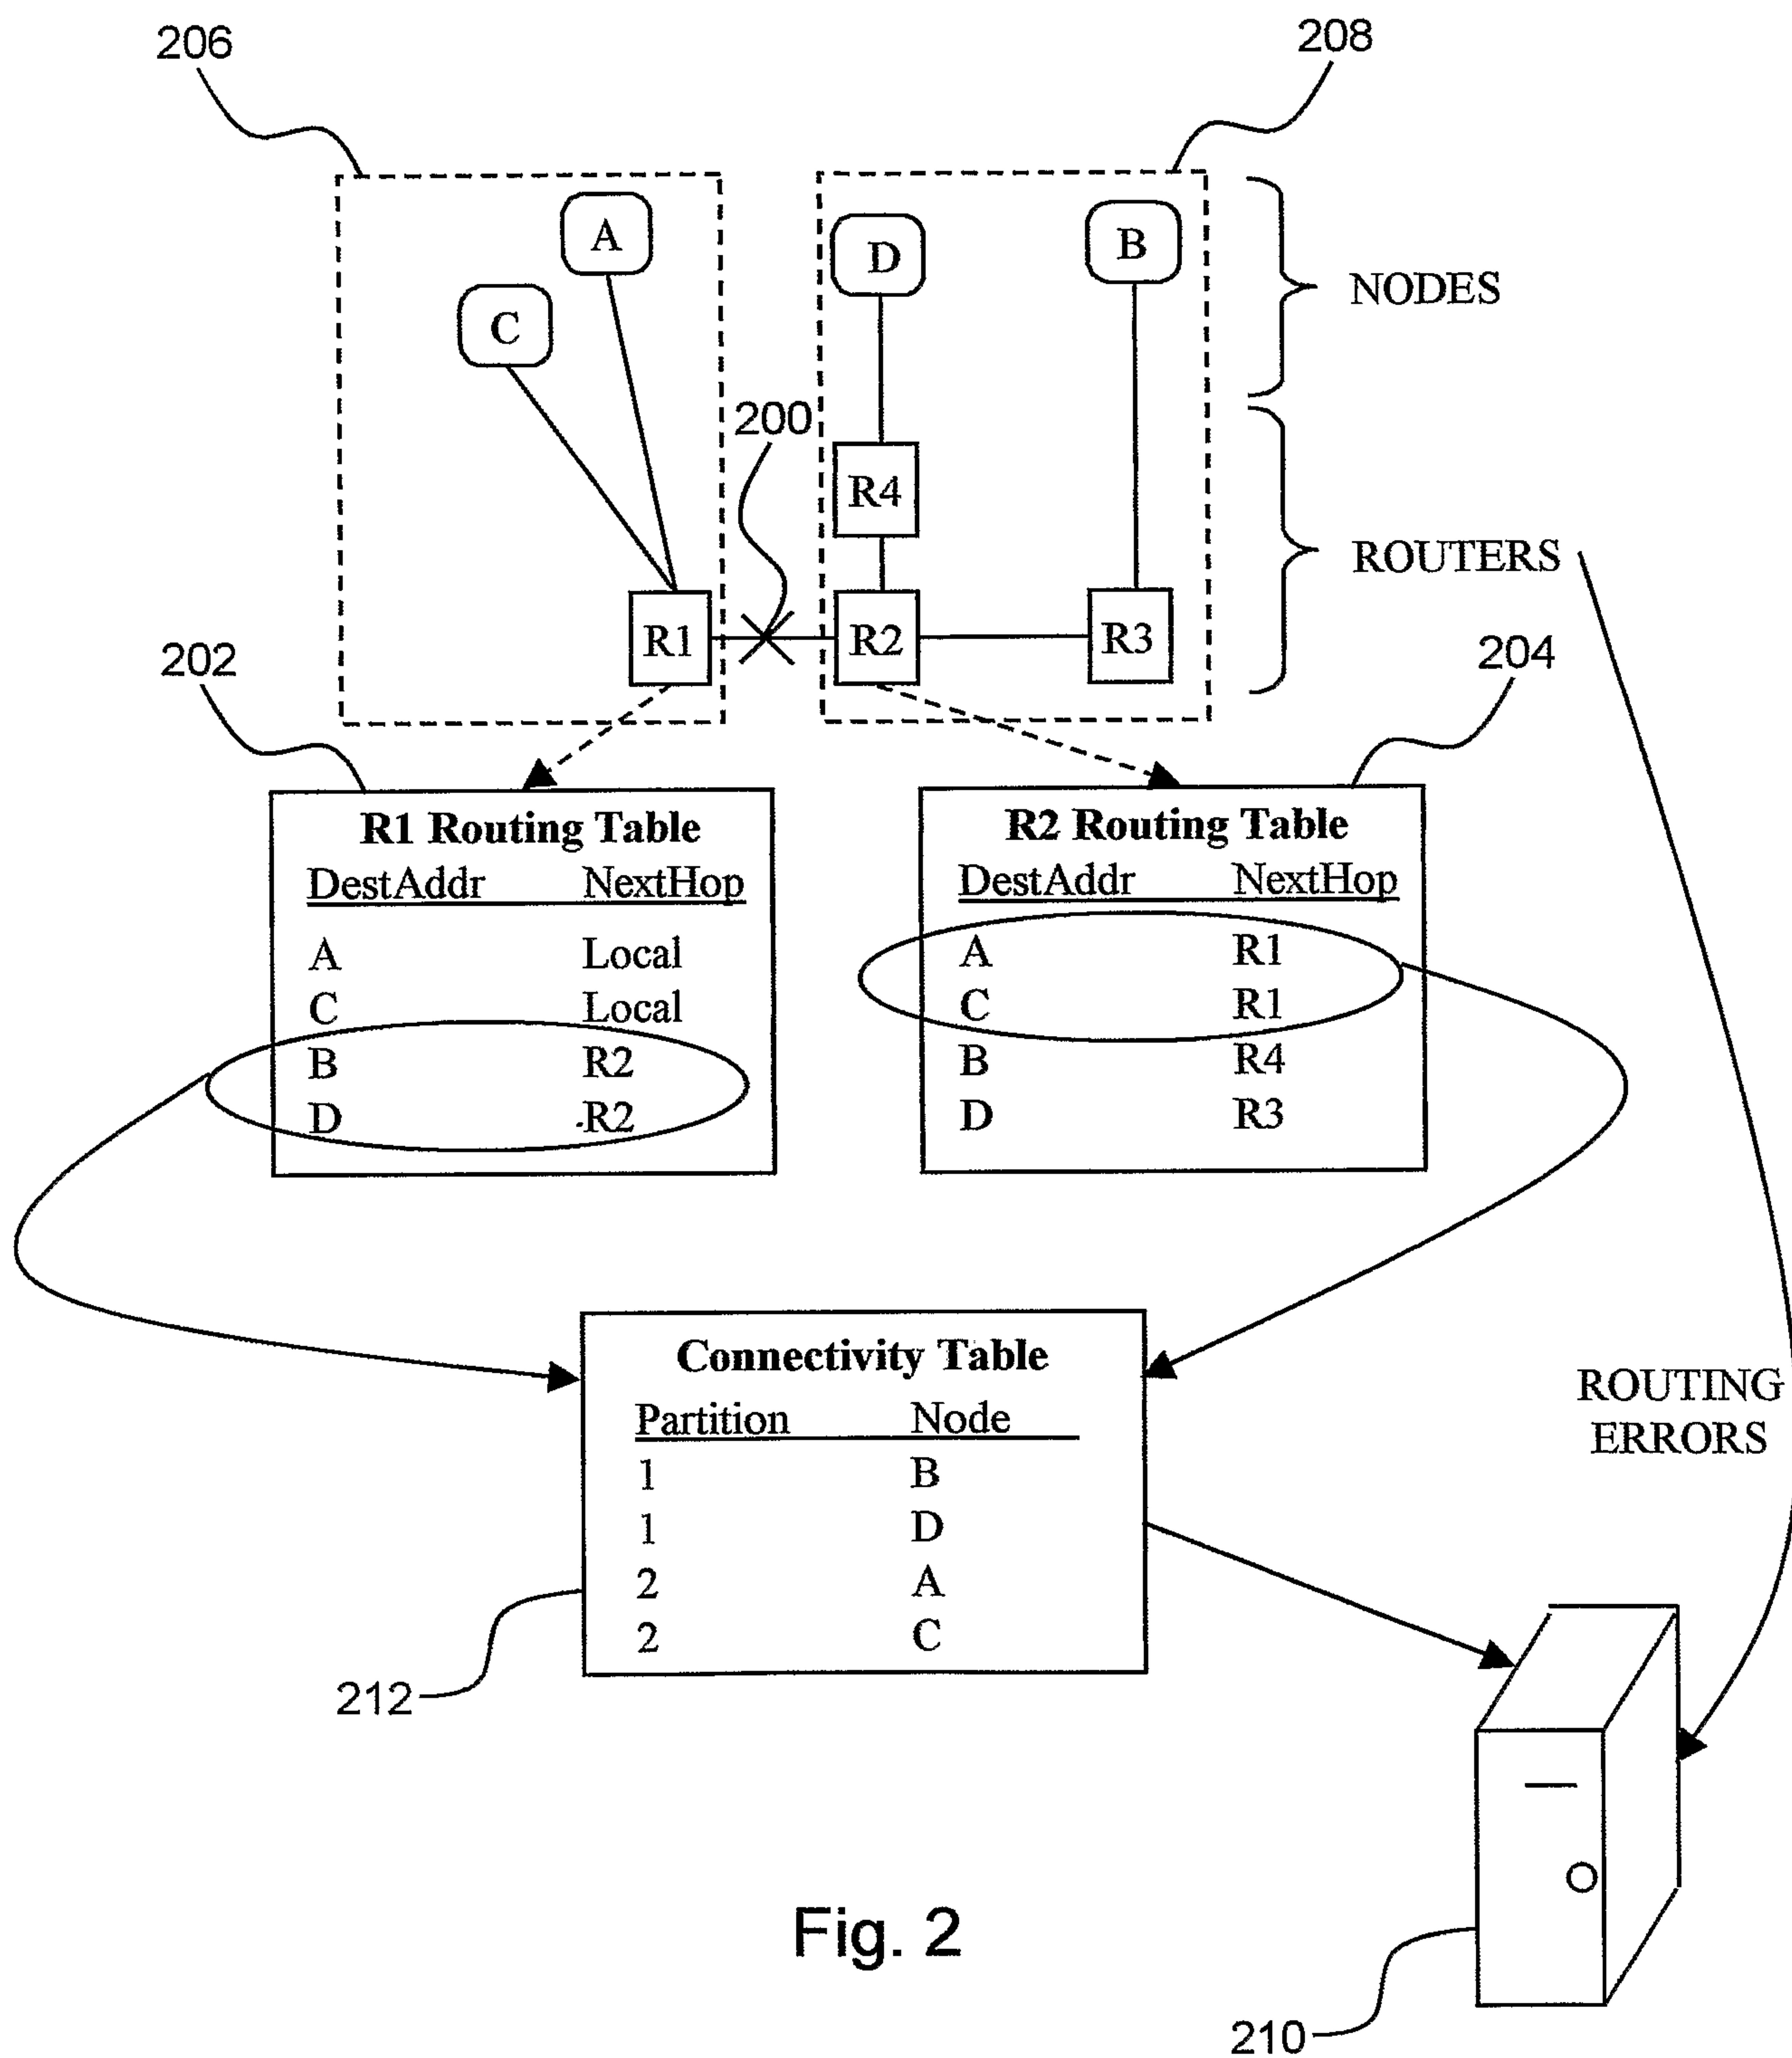 206
208
A
D
B
C
NODES
200
R4
ROUTERS
R1
R2
R3
202
204
R1 Routing Table
DestAddr NextHop
A Local
C Local
B R2
D R2
R2 Routing Table
DestAddr NextHop
A R1
C R1
B R4
D R3
Connectivity Table
Partition Node
1 B
1 D
2 A
2 C
ROUTING
ERRORS
212
210
Fig. 2